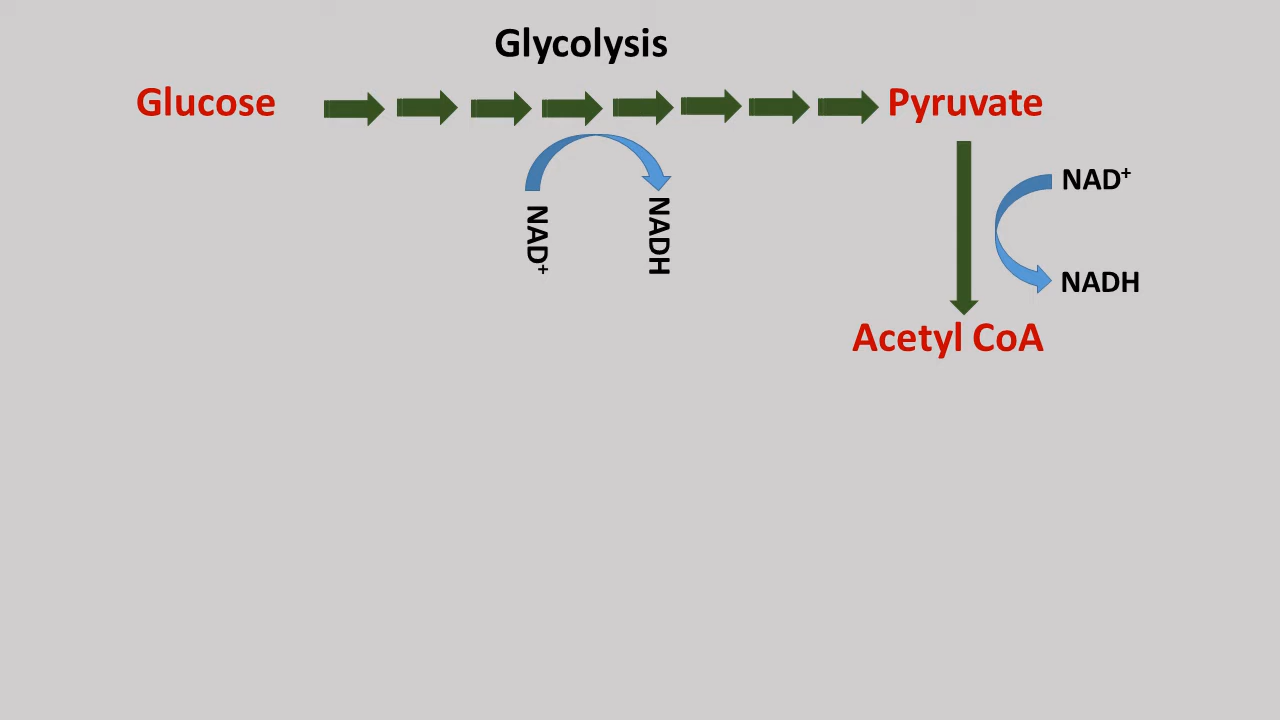 Glycolysis
Glucose
Pyruvate
NAD⁺
NADH
NAD⁺
NADH
Acetyl CoA